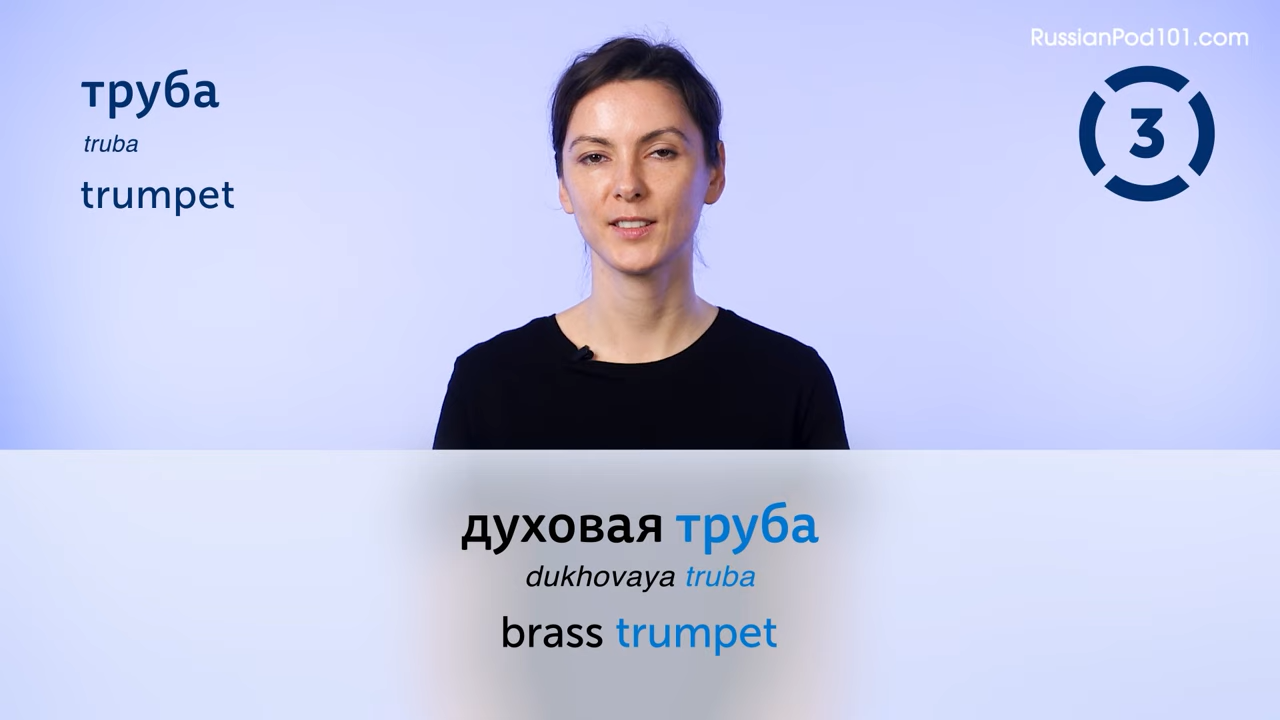 RussianPod101.com
труба
truba
trumpet
3
духовая труба
dukhovaya truba
brass trumpet